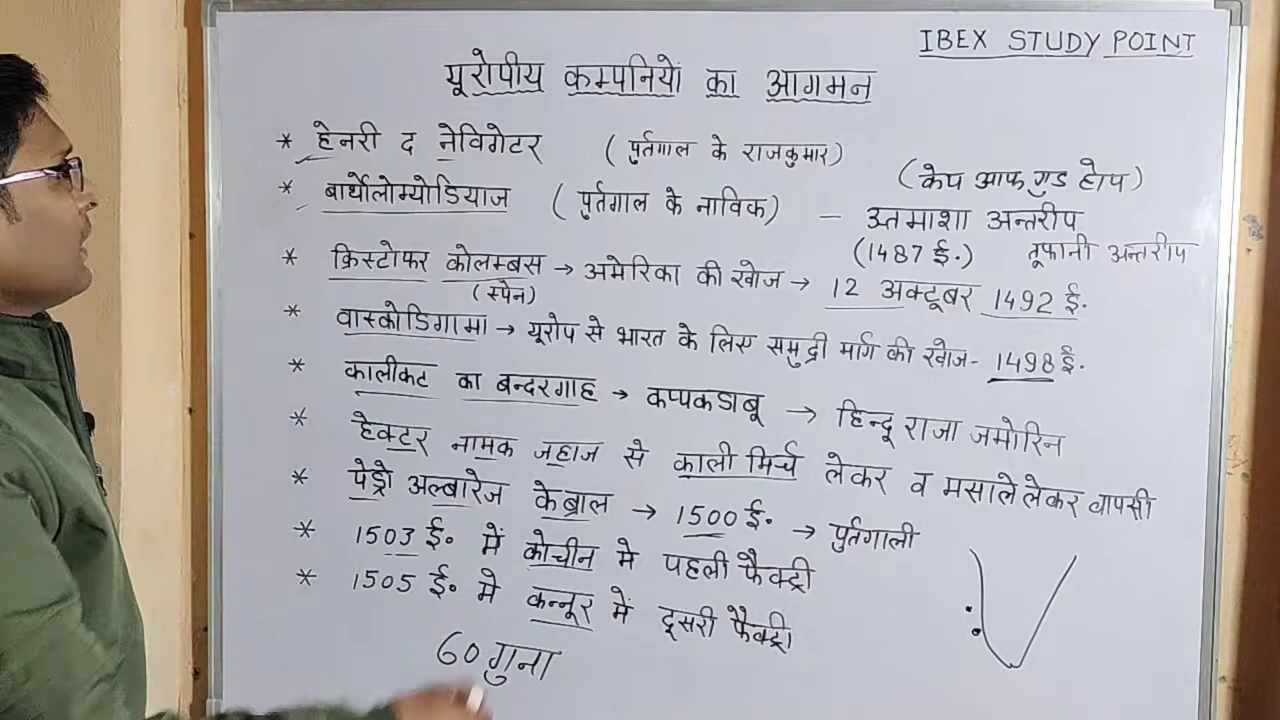 IBEX STUDY POINT
यूरोपीय कम्पनियों का आगमन
* हेनरी द नेविगेटर (पुर्तगाल के राजकुमार)
(केप आफ गुड होप)
* बार्थोलोम्योडियाज (पुर्तगाल के नाविक) – उत्तमाशा अन्तरीप
(1487 ई.) तूफानी अन्तरीप
* क्रिस्टोफर कोलम्बस → अमेरिका की खोज → 12 अक्टूबर 1492 ई.
(स्पेन)
* वास्कोडिगामा → यूरोप से भारत के लिए समुद्री मार्ग की खोज- 1498 ई.
* कालीकट का बन्दरगाह → कप्पकडाबू → हिन्दू राजा जमोरिन
* हेक्टर नामक जहाज से काली मिर्च लेकर व मसाले लेकर वापसी
* पेड्रो अल्बारेज केब्राल → 1500 ई. → पुर्तगाली
* 1503 ई. में कोचीन मे पहली फैक्ट्री
* 1505 ई. मे कन्नूर में दूसरी फैक्ट्री
60 गुना